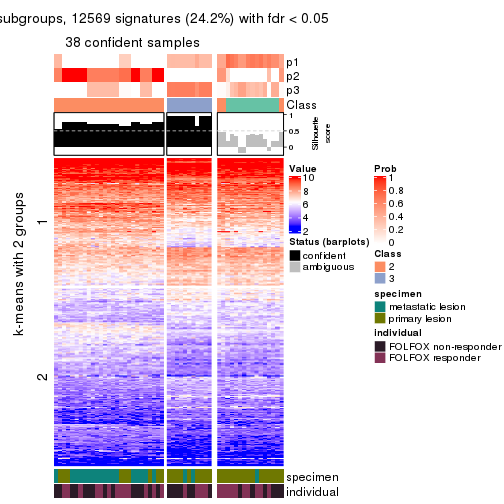 subgroups, 12569 signatures (24.2%) with fdr < 0.05
38 confident samples
p1
p2
p3
Class
1
0.5
0
Silhouette
score
k-means with 2 groups
1
2
specimen
individual
Value
10
8
6
4
2
Status (barplots)
confident
ambiguous
Prob
1
0.8
0.6
0.4
0.2
0
Class
2
3
specimen
metastatic lesion
primary lesion
individual
FOLFOX non-responder
FOLFOX responder